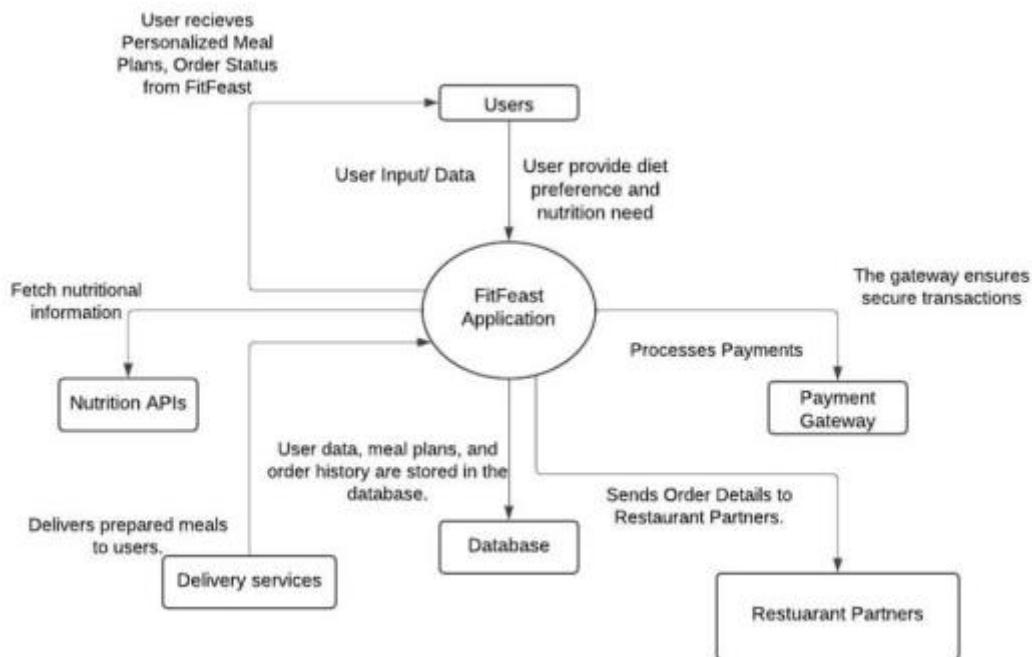 User recieves
Personalized Meal
Plans, Order Status
from FitFeast
Users
User Input/ Data
User provide diet
preference and
nutrition need
FitFeast
Application
Fetch nutritional
information
The gateway ensures
secure transactions
Processes Payments
Nutrition APIs
Payment
Gateway
User data, meal plans, and
order history are stored in the
database.
Sends Order Details to
Restaurant Partners.
Delivers prepared meals
to users.
Delivery services
Database
Restuarant Partners